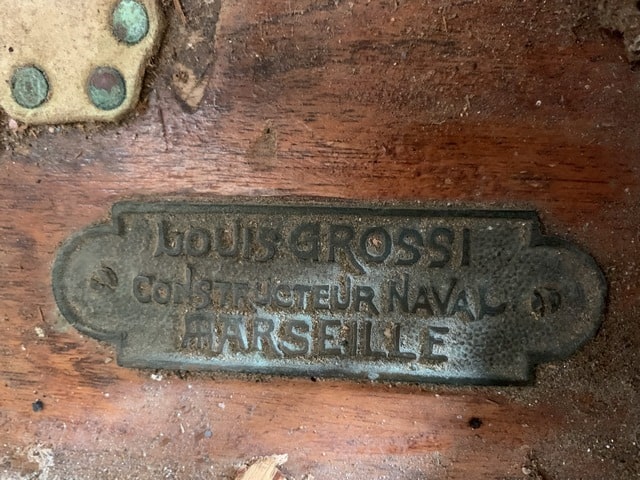 LOUIS GROSSI
CONSTRUCTEUR NAVAL
MARSEILLE